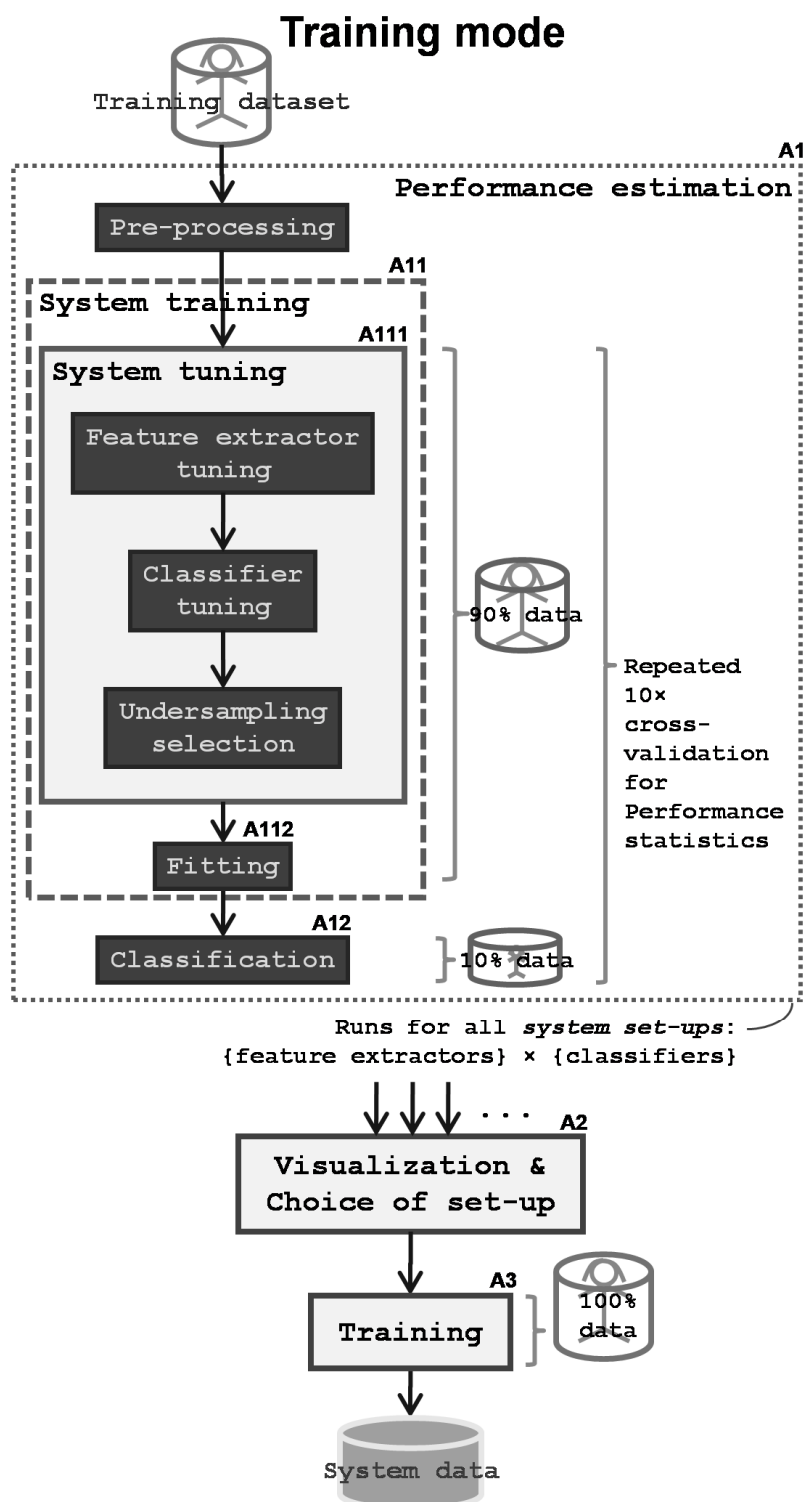 Training mode
Training dataset
A1
Performance estimation
Pre-processing
A11
System training
A111
System tuning
Feature extractor
tuning
Classifier
tuning
90% data
Undersampling
selection
Repeated
10×
cross-
validation
for
Performance
statistics
A112
Fitting
A12
Classification
10% data
Runs for all system set-ups:
{feature extractors} × {classifiers}
...
A2
Visualization &
Choice of set-up
A3
Training
100%
data
System data